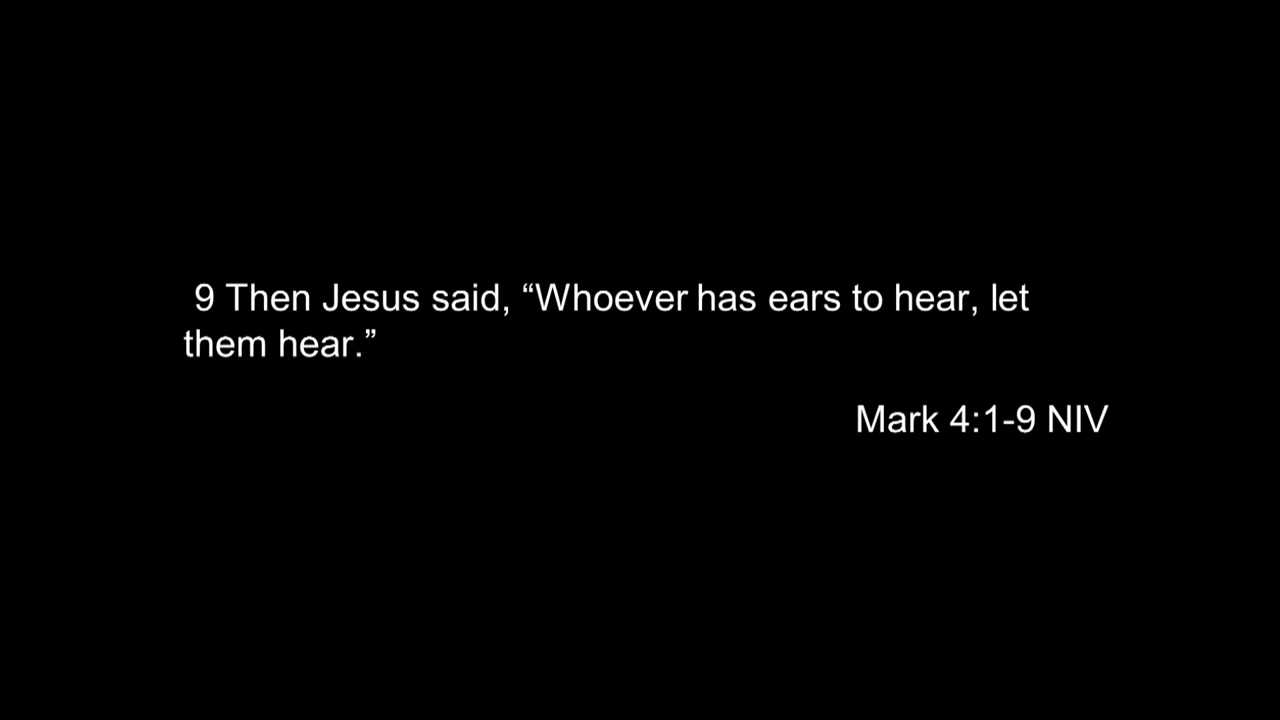 9 Then Jesus said, “Whoever has ears to hear, let
them hear.”
Mark 4:1-9 NIV